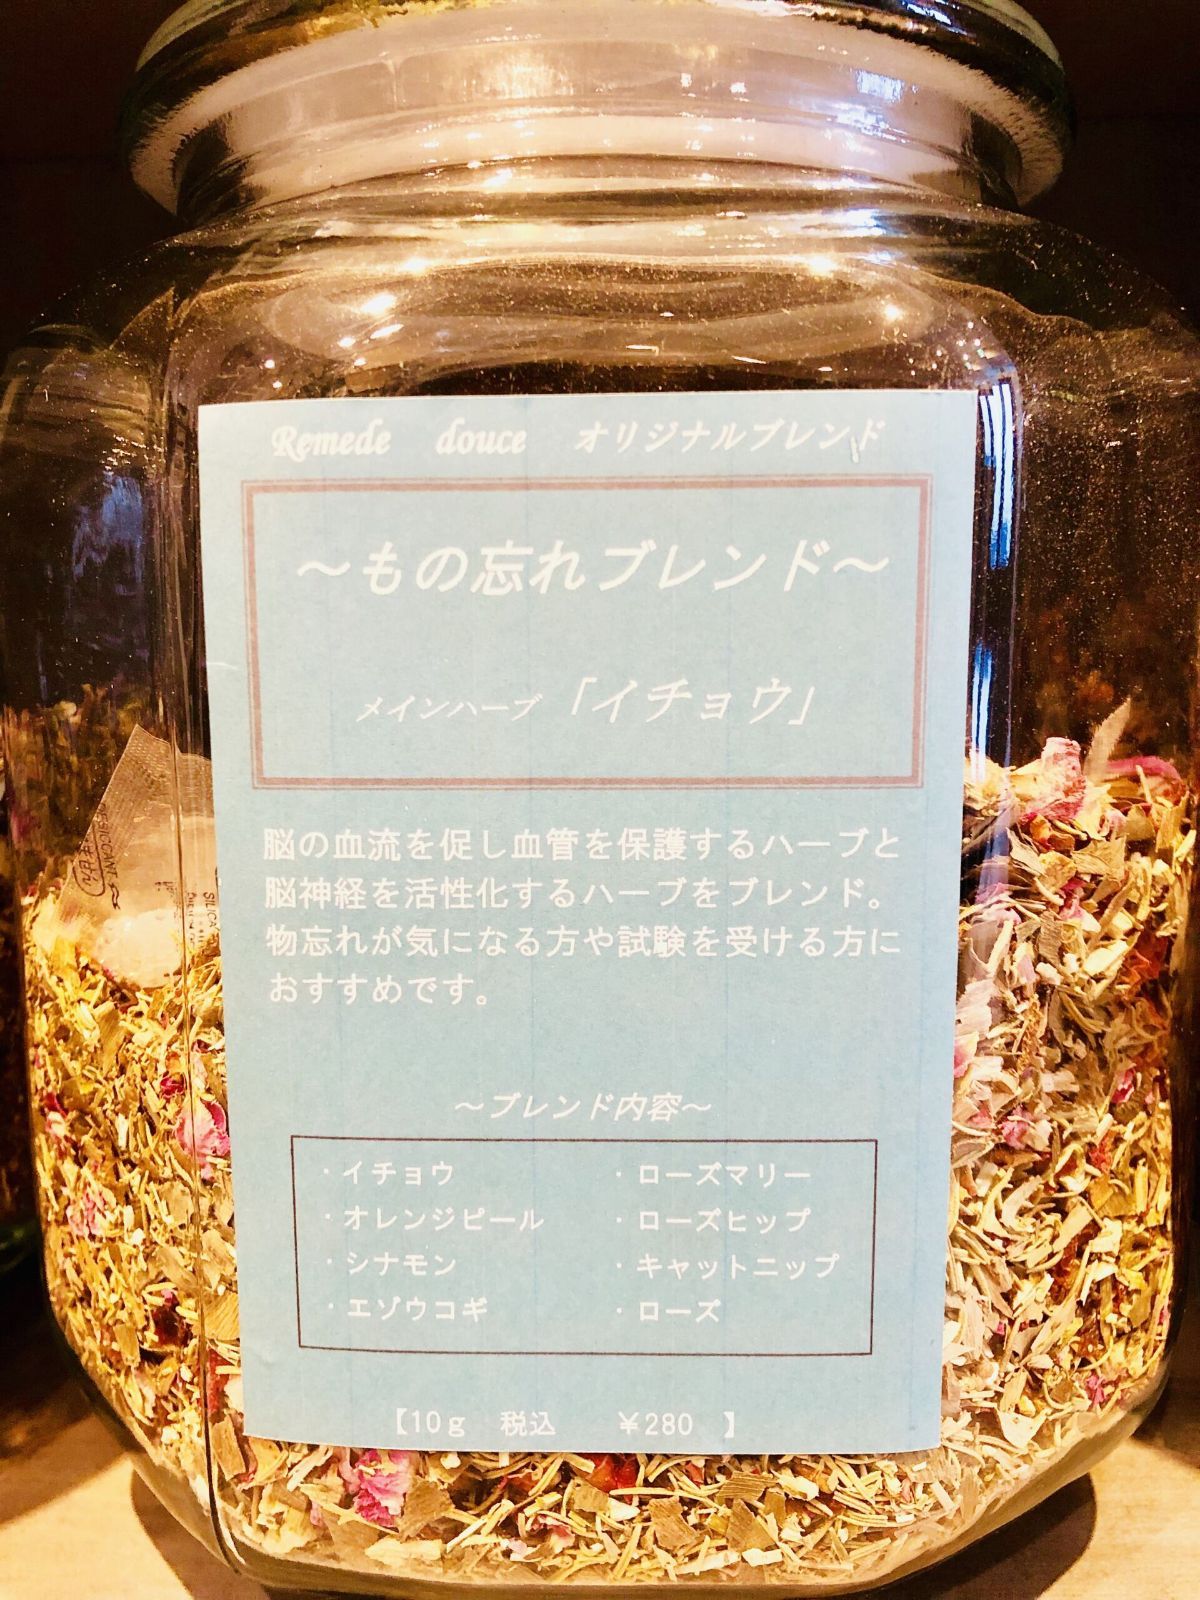 Remede douce オリジナルブレンド
～もの忘れブレンド～
メインハーブ「イチョウ」
脳の血流を促し血管を保護するハーブと
脳神経を活性化するハーブをブレンド。
物忘れが気になる方や試験を受ける方に
おすすめです。
～ブレンド内容～
・イチョウ ・ローズマリー
・オレンジピール ・ローズヒップ
・シナモン ・キャットニップ
・エゾウコギ ・ローズ
【10ｇ 税込 ￥280 】
DESICCANT
SILICA